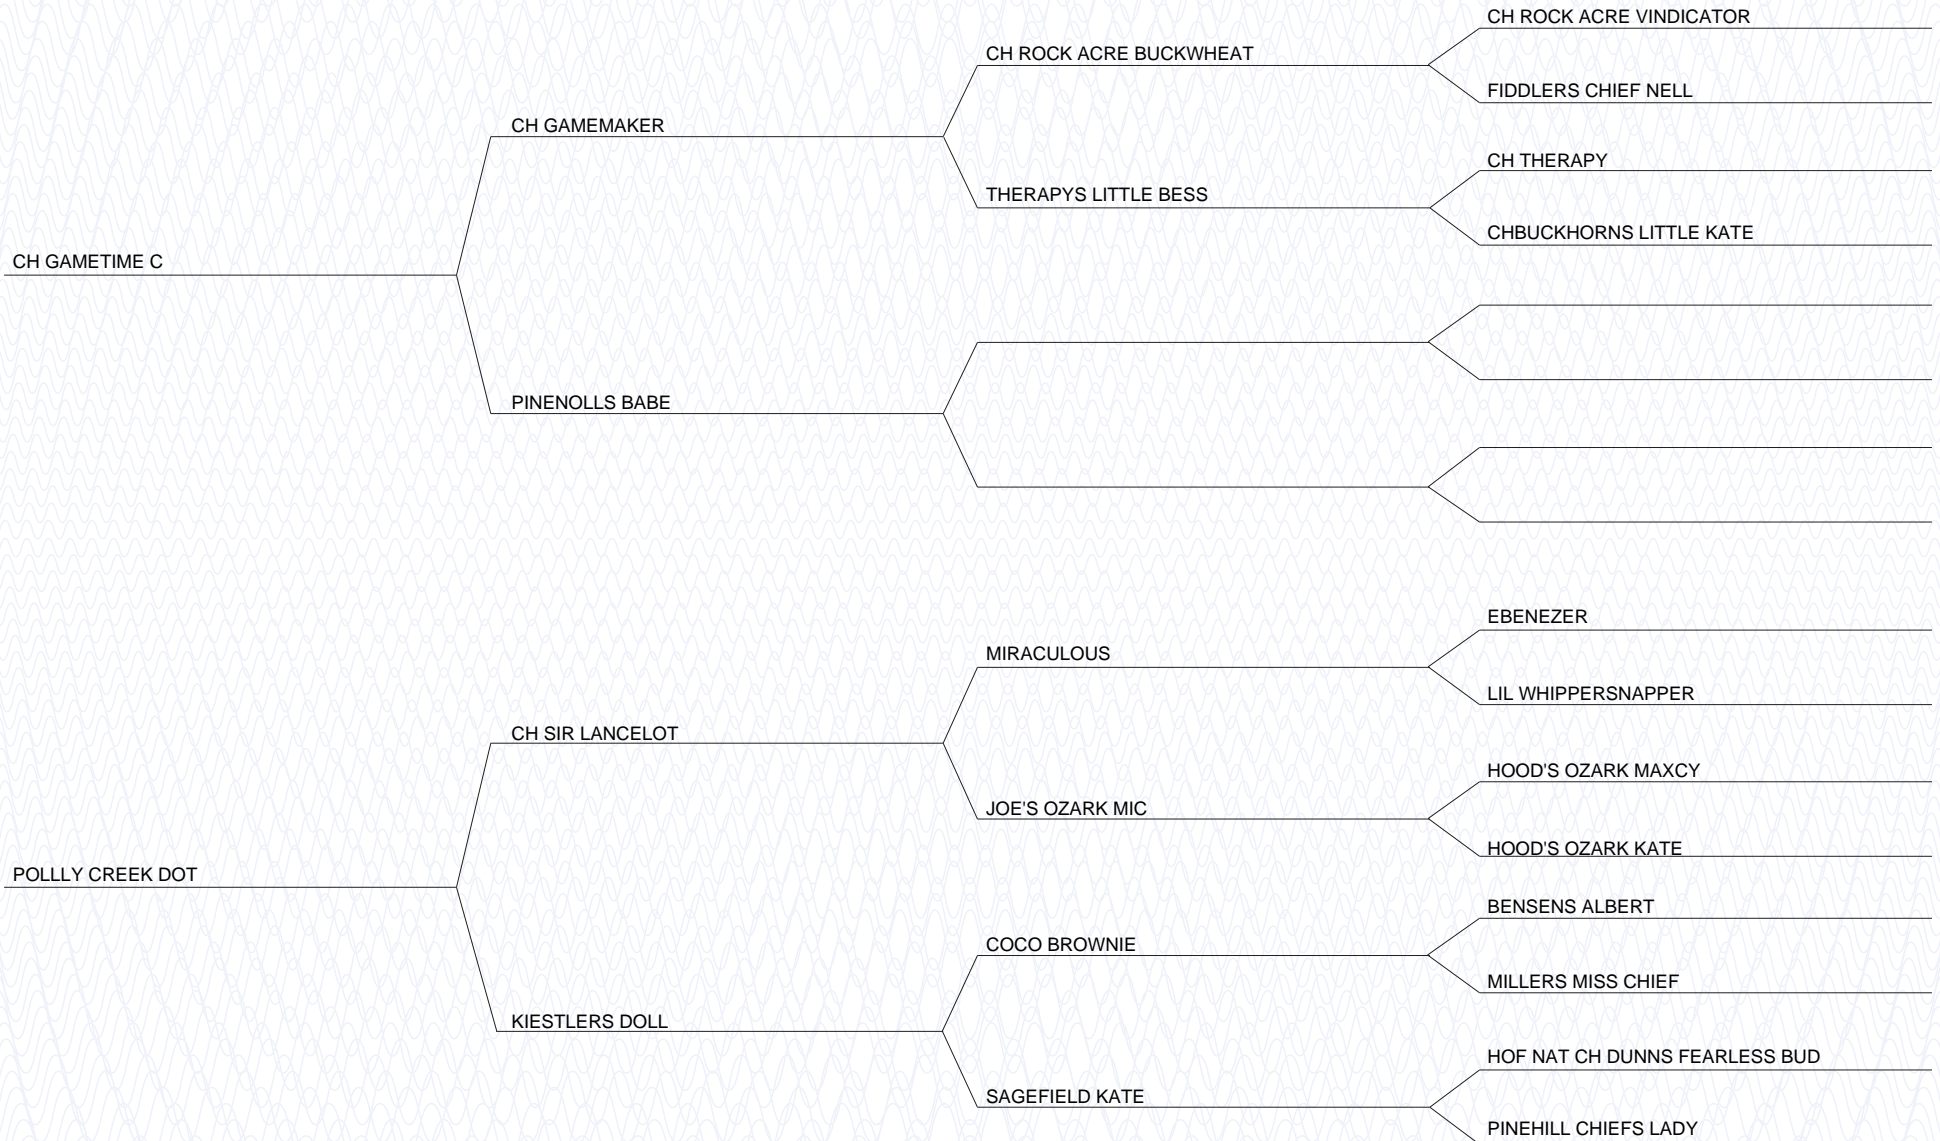 CH ROCK ACRE VINDICATOR
CH ROCK ACRE BUCKWHEAT
FIDDLERS CHIEF NELL
CH GAMEMAKER
CH THERAPY
THERAPYS LITTLE BESS
CHBUCKHORNS LITTLE KATE
CH GAMETIME C
PINENOLLS BABE
EBENEZER
MIRACULOUS
LIL WHIPPERSNAPPER
CH SIR LANCELOT
HOOD'S OZARK MAXCY
JOE'S OZARK MIC
HOOD'S OZARK KATE
POLLLY CREEK DOT
BENSENS ALBERT
COCO BROWNIE
MILLERS MISS CHIEF
KIESTLERS DOLL
HOF NAT CH DUNNS FEARLESS BUD
SAGEFIELD KATE
PINEHILL CHIEFS LADY